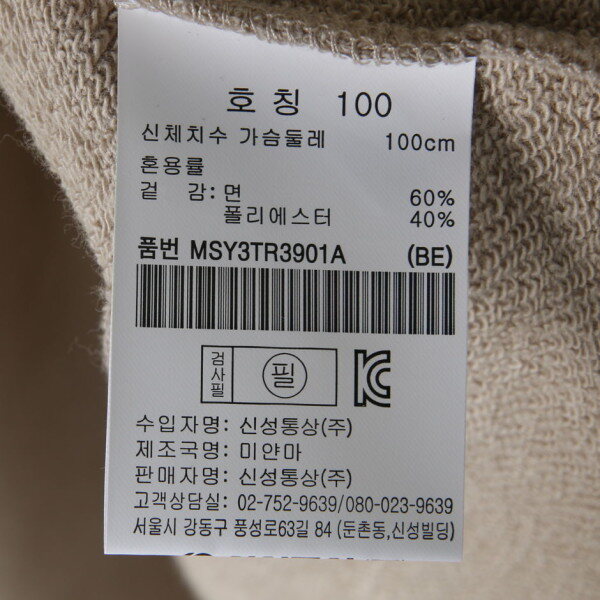 호 칭 100
신체치수 가슴둘레 100cm
혼용률
겉 감: 면 60%
폴리에스터 40%
품번 MSY3TR3901A (BE)
검사필 필
수입자명: 신성통상(주)
제조국명: 미얀마
판매자명: 신성통상(주)
고객상담실: 02-752-9639/080-023-9639
서울시 강동구 풍성로63길 84 (둔촌동,신성빌딩)